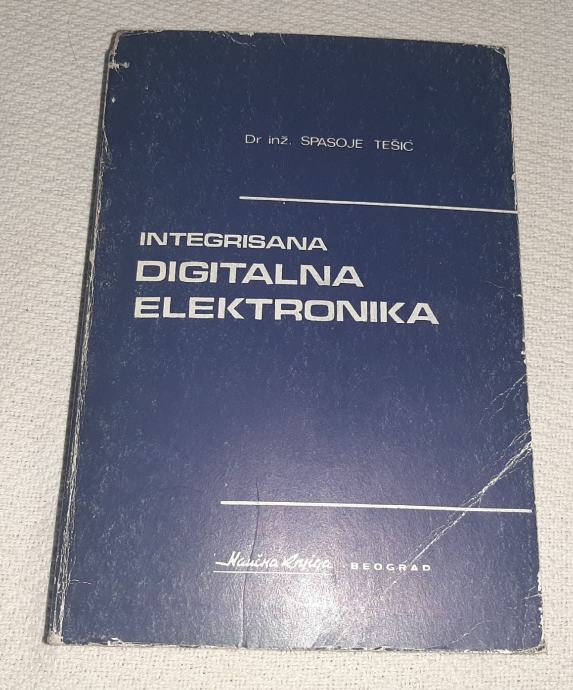 Dr inž. SPASOJE TEŠIĆ
INTEGRISANA
DIGITALNA
ELEKTRONIKA
Naučna Knjiga BEOGRAD